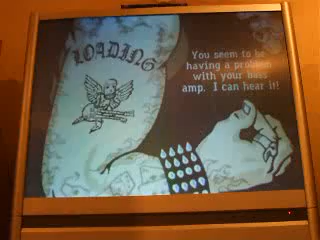 LOADING
You seem to be
having a problem
with your bass
amp. I can hear it!